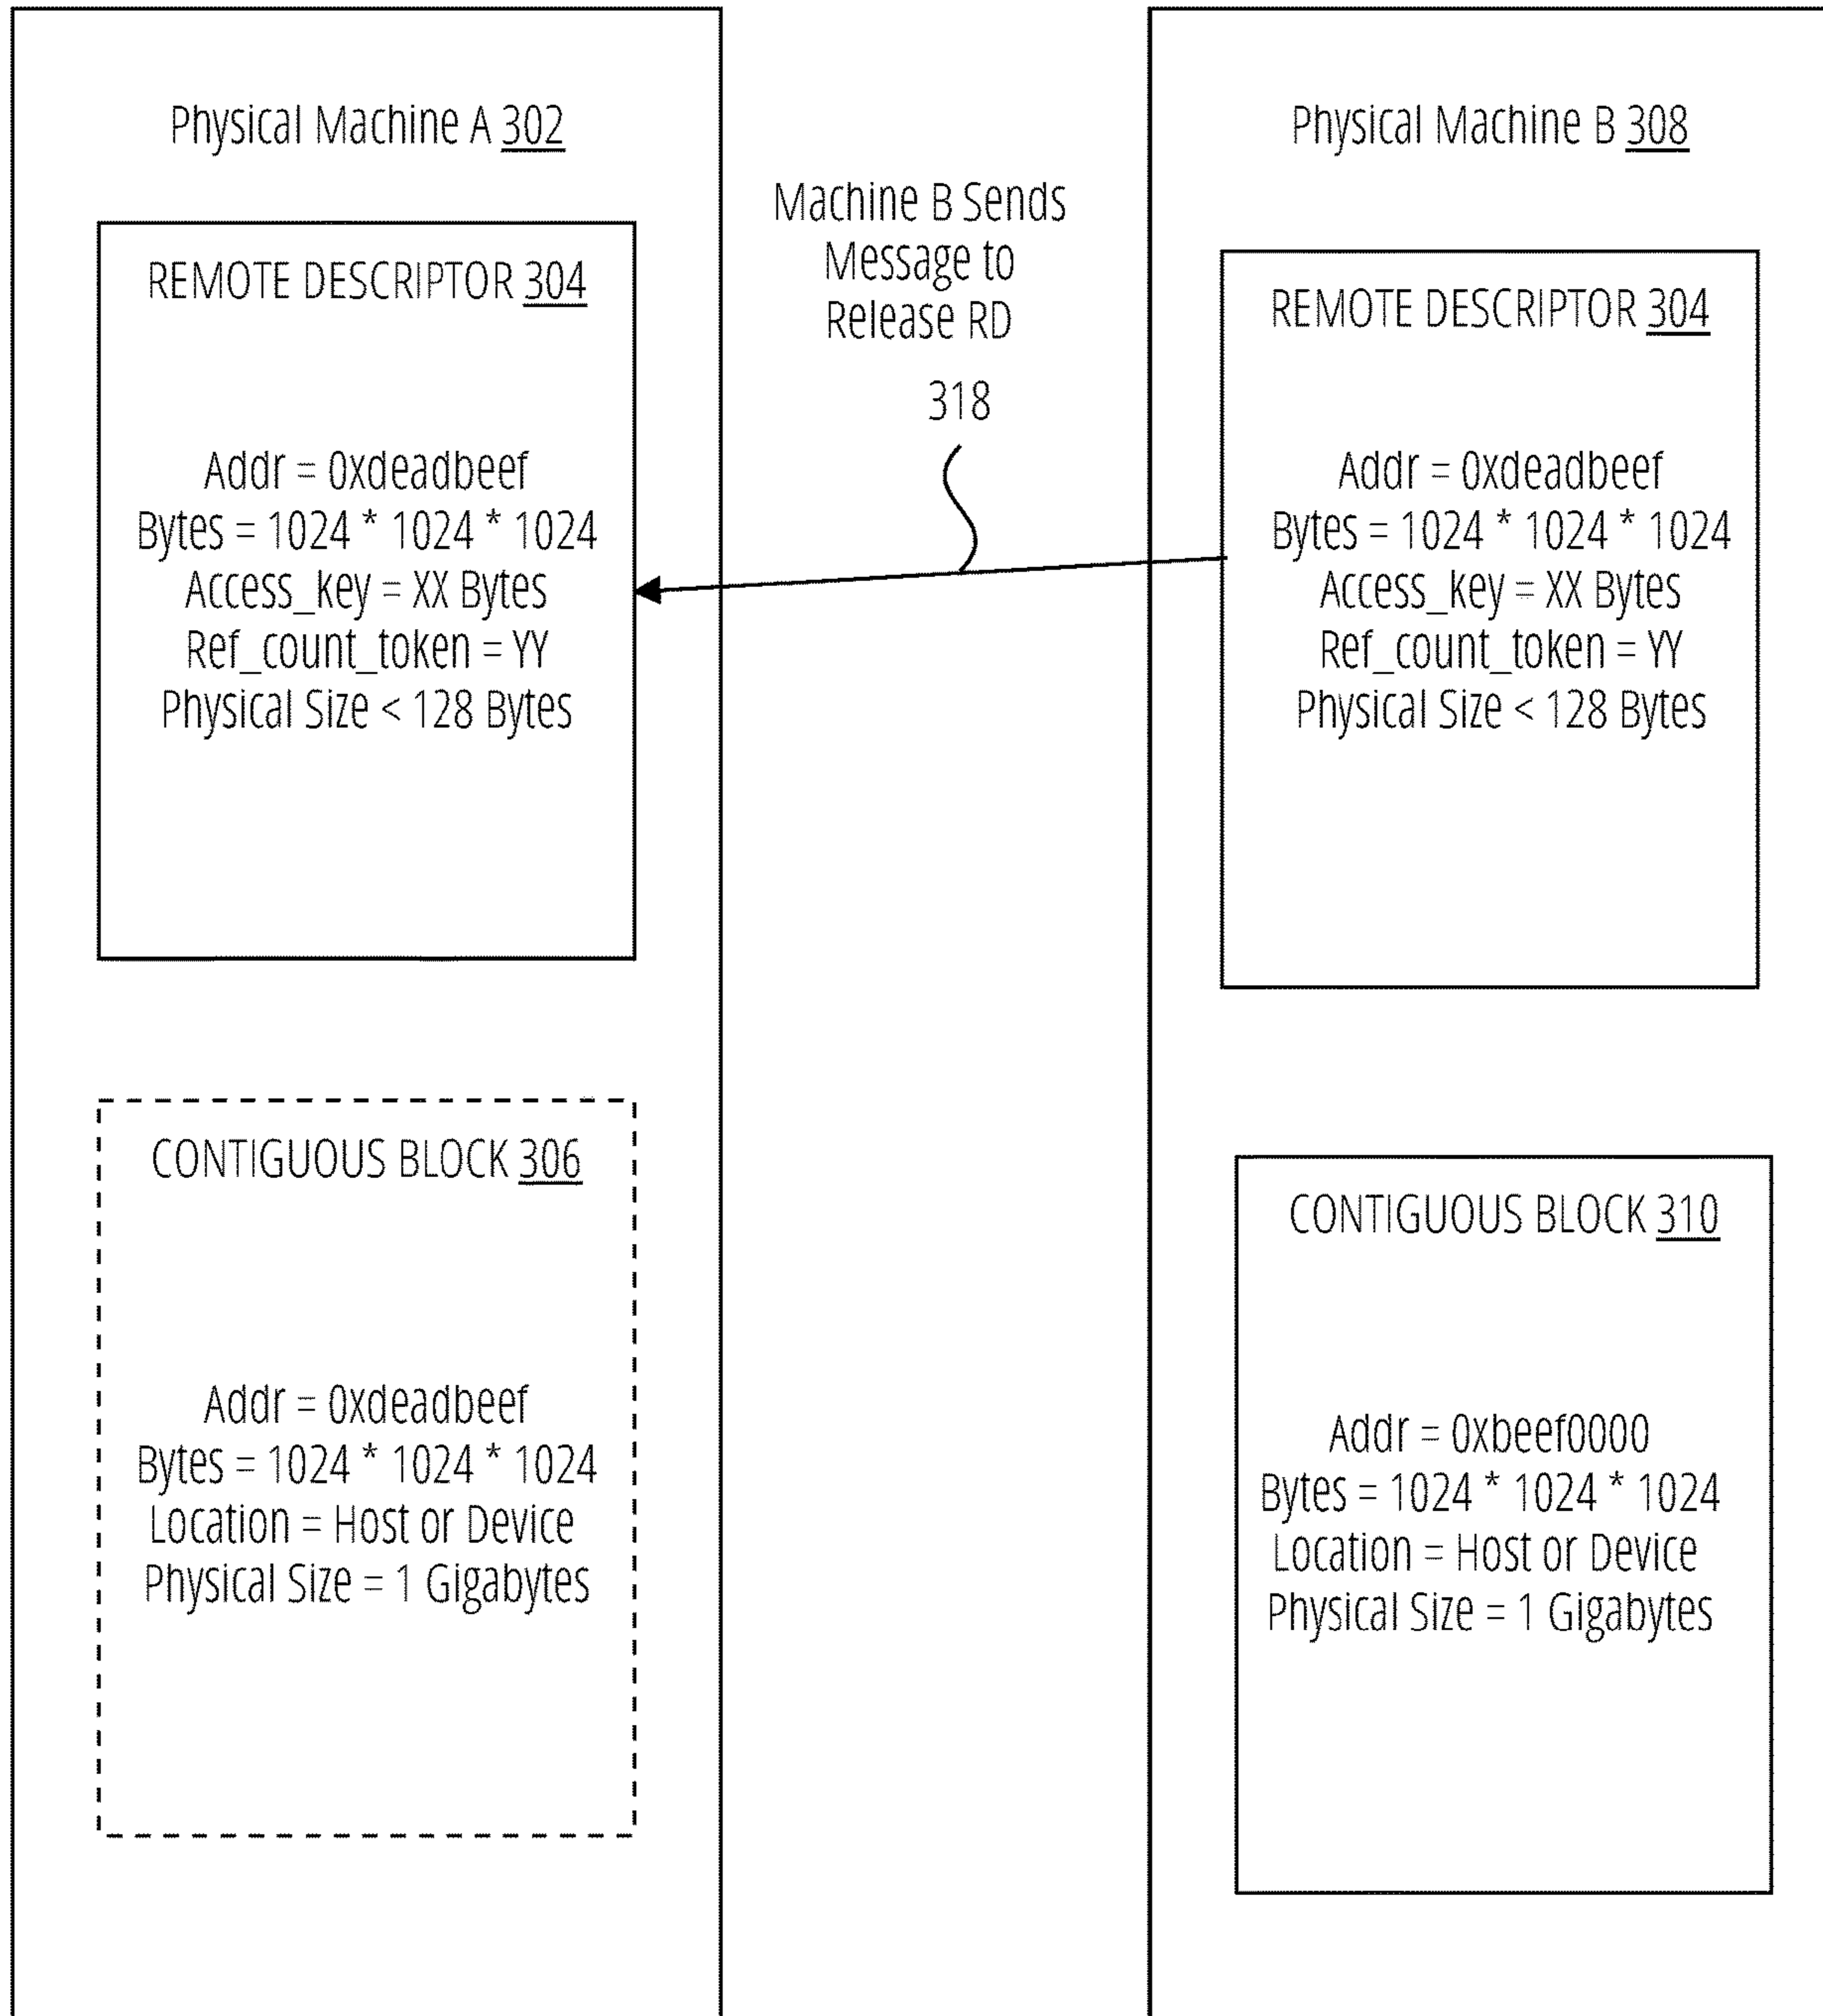 Physical Machine A 302
REMOTE DESCRIPTOR 304
Addr = 0xdeadbeef
Bytes = 1024 * 1024 * 1024
Access_key = XX Bytes
Ref_count_token = YY
Physical Size < 128 Bytes
CONTIGUOUS BLOCK 306
Addr = 0xdeadbeef
Bytes = 1024 * 1024 * 1024
Location = Host or Device
Physical Size = 1 Gigabytes
Machine B Sends
Message to
Release RD
318
Physical Machine B 308
REMOTE DESCRIPTOR 304
Addr = 0xdeadbeef
Bytes = 1024 * 1024 * 1024
Access_key = XX Bytes
Ref_count_token = YY
Physical Size < 128 Bytes
CONTIGUOUS BLOCK 310
Addr = 0xbeef0000
Bytes = 1024 * 1024 * 1024
Location = Host or Device
Physical Size = 1 Gigabytes